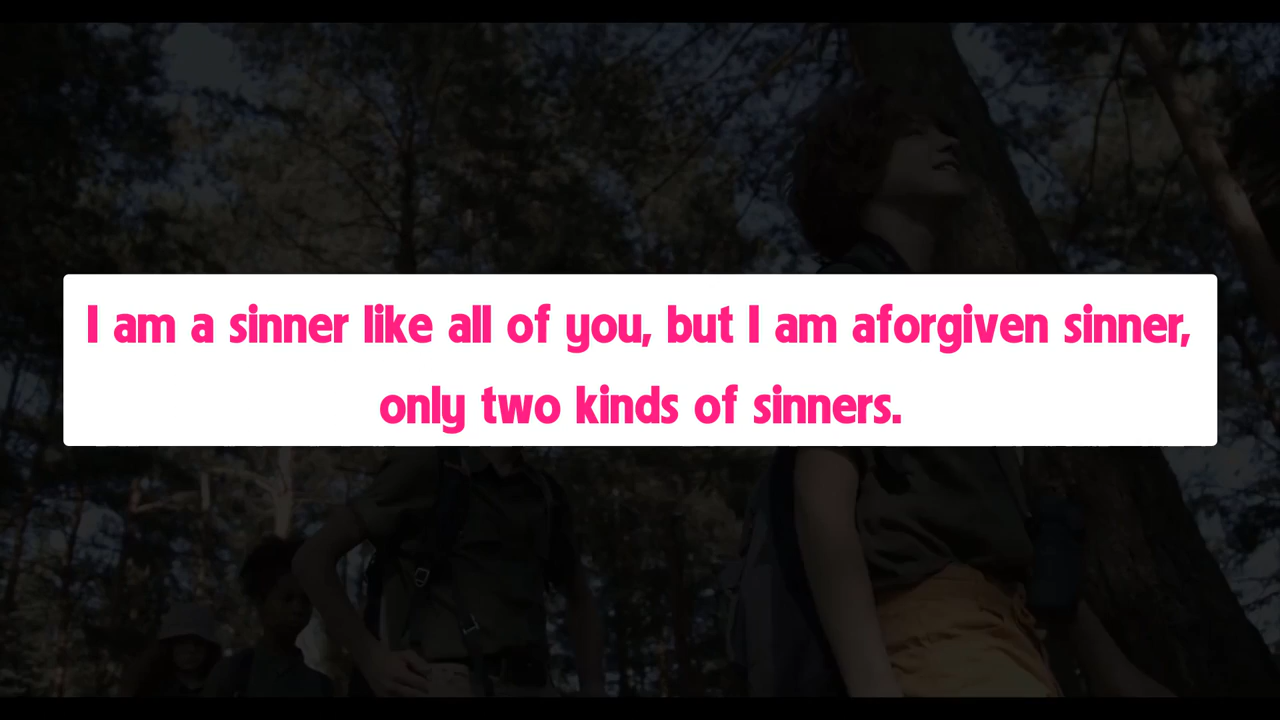 I am a sinner like all of you, but I am aforgiven sinner,
only two kinds of sinners.